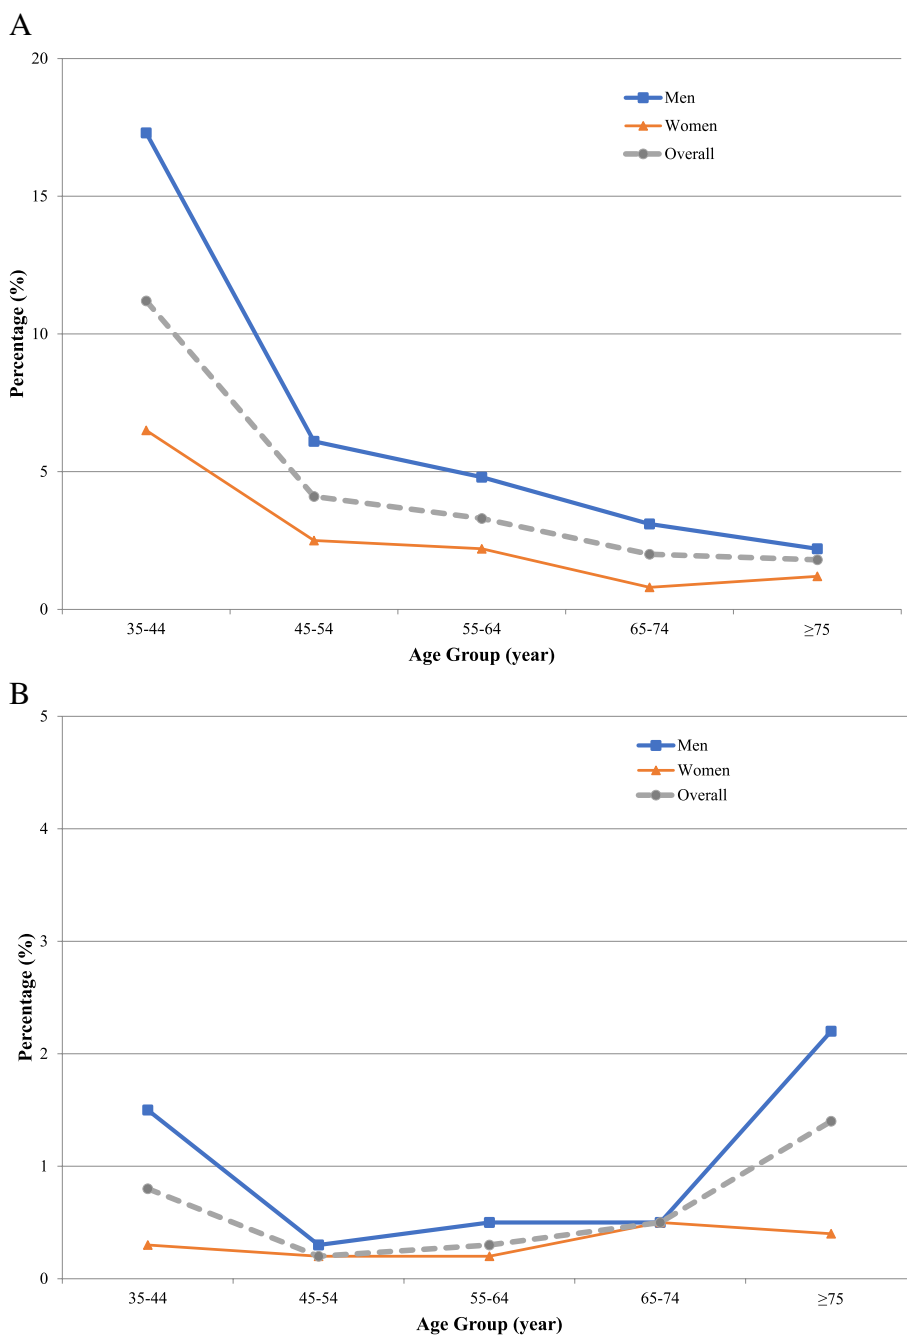 A
20
Men
Women
Overall
15
10
5
0
Percentage (%)
35-44 45-54 55-64 65-74 ≥75
Age Group (year)
B
5
Men
Women
Overall
4
3
2
1
0
Percentage (%)
35-44 45-54 55-64 65-74 ≥75
Age Group (year)